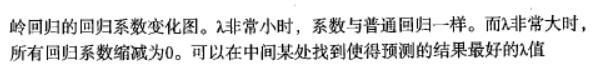 岭回归的回归系数变化图。λ非常小时，系数与普通回归一样。而λ非常大时，
所有回归系数缩减为0。可以在中间某处找到使得预测的结果最好的λ值